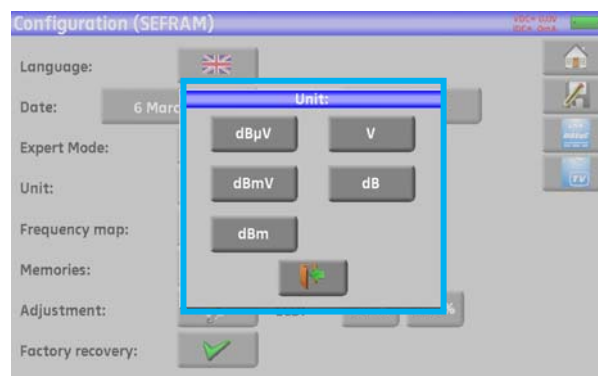 Configuration (SEFRAM)
Language:
Date: 6 Marc
Unit:
dBµV V
Expert Mode:
dBmV dB
Unit:
Frequency map:
dBm
Memories:
Adjustment: %
Factory recovery: